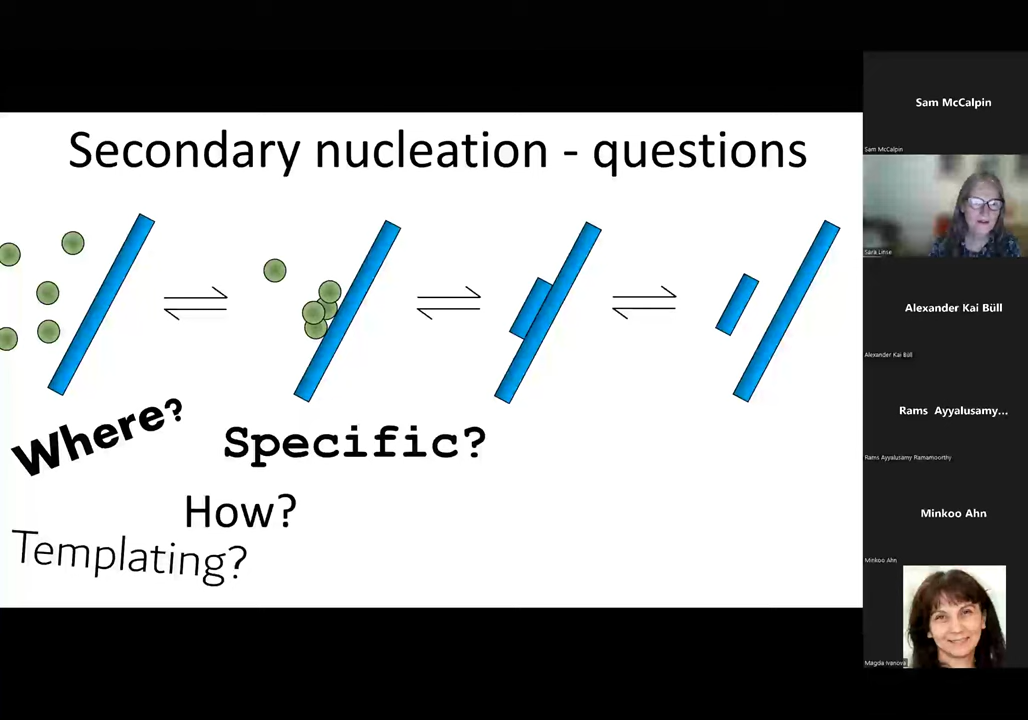 Secondary nucleation - questions
Where?
Specific?
How?
Templating?
Sam McCalpin
Sam McCalpin
Sara Linse
Alexander Kai Büll
Alexander Kai Büll
Rams Ayyalusamy...
Rams Ayyalusamy Ramamoorthy
Minkoo Ahn
Minkoo Ahn
Magda Ivanova